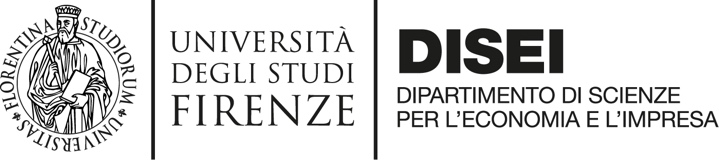 FLORENTINA STUDIORUM UNIVERSITAS
UNIVERSITÀ
DEGLI STUDI
FIRENZE
DISEI
DIPARTIMENTO DI SCIENZE
PER L'ECONOMIA E L'IMPRESA